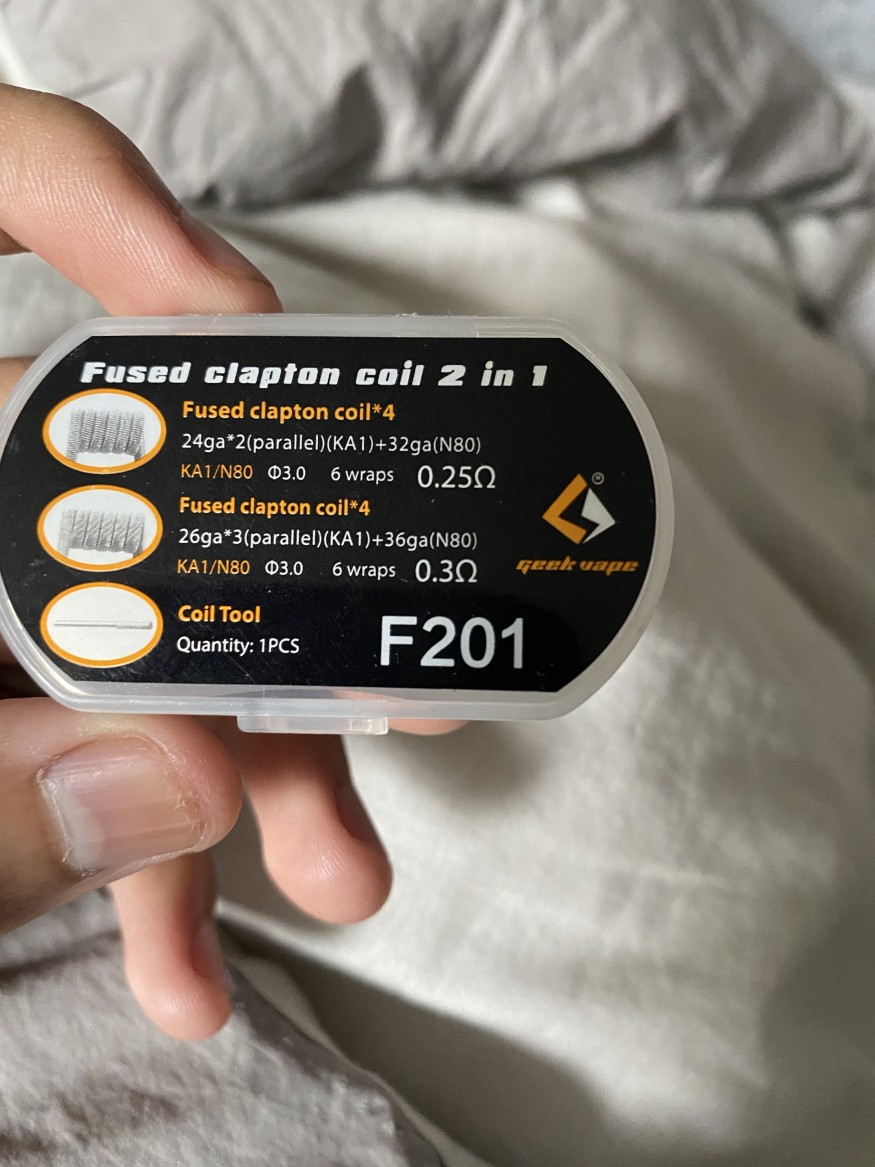 Fused clapton coil 2 in 1
Fused clapton coil*4
24ga*2(parallel)(KA1)+32ga(N80)
KA1/N80 Φ3.0 6 wraps 0.25Ω
Fused clapton coil*4
26ga*3(parallel)(KA1)+36ga(N80)
KA1/N80 Φ3.0 6 wraps 0.3Ω
®
geek vape
Coil Tool
Quantity: 1PCS
F201